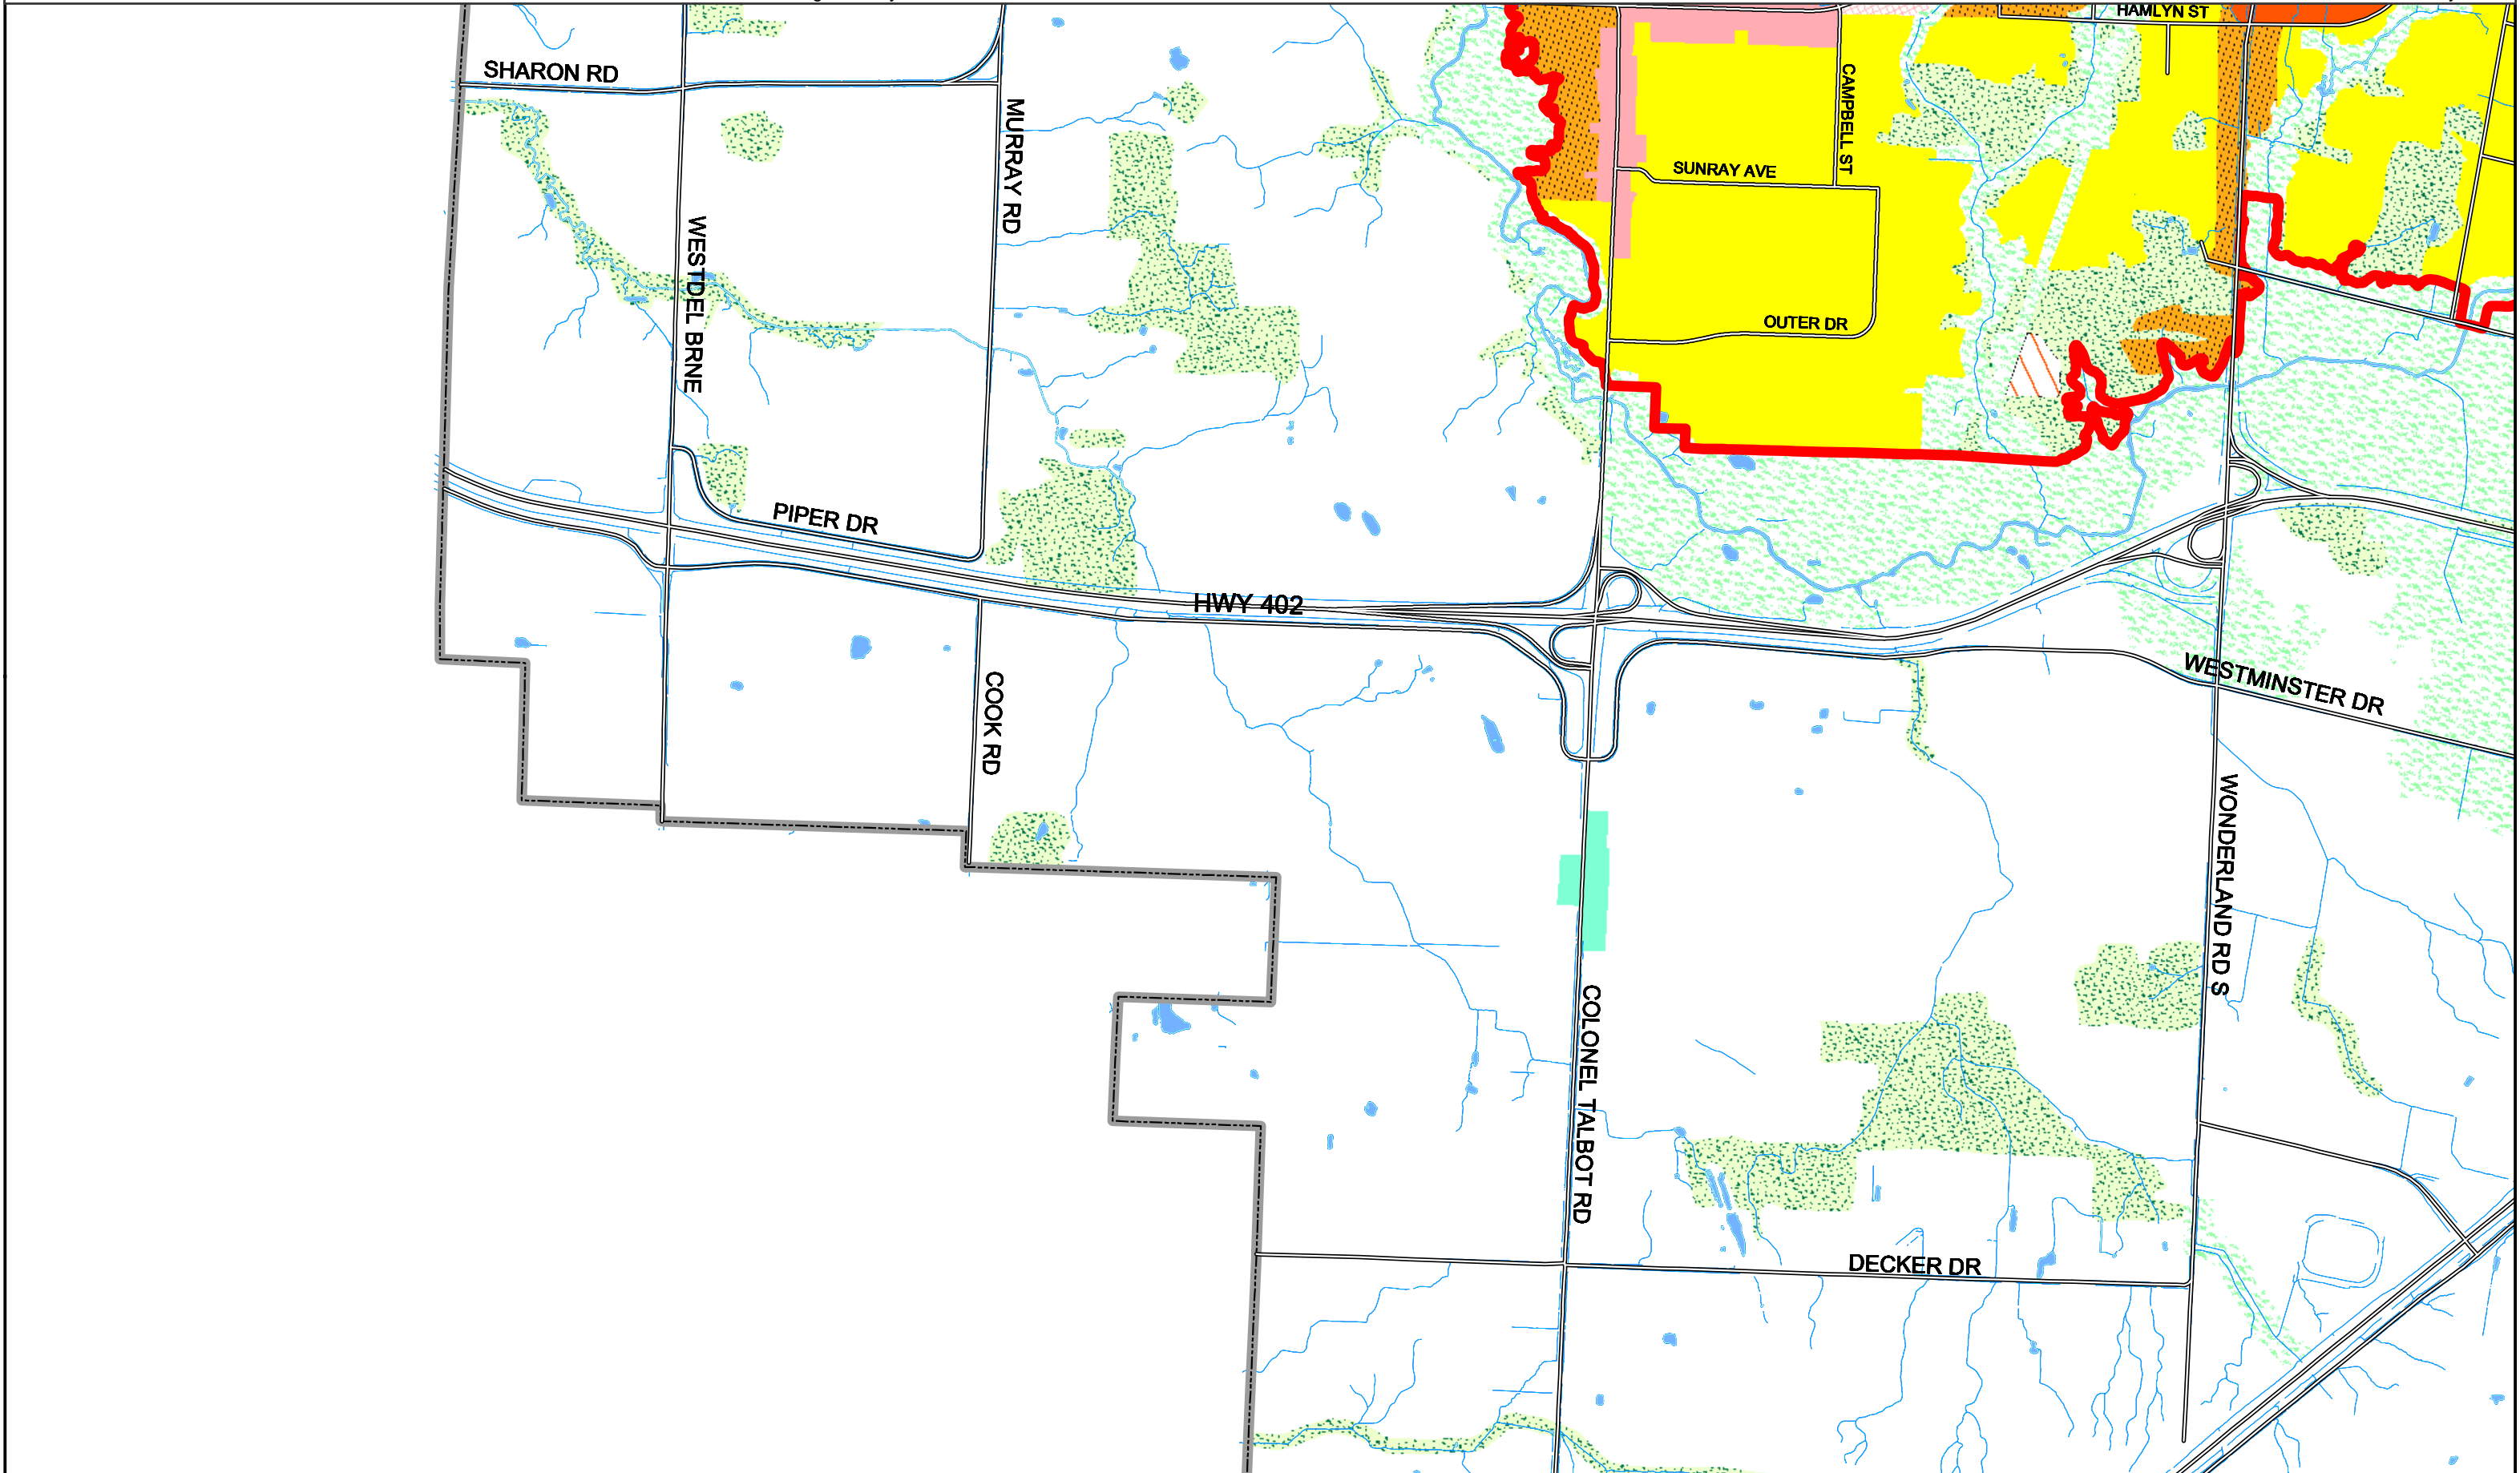 HAMLYN ST
SHARON RD
CAMPBELL ST
MURRAY RD
SUNRAY AVE
WESTDEL BRNE
OUTER DR
PIPER DR
HWY 402
WESTMINSTER DR
COOK RD
WONDERLAND RD S
COLONEL TALBOT RD
DECKER DR